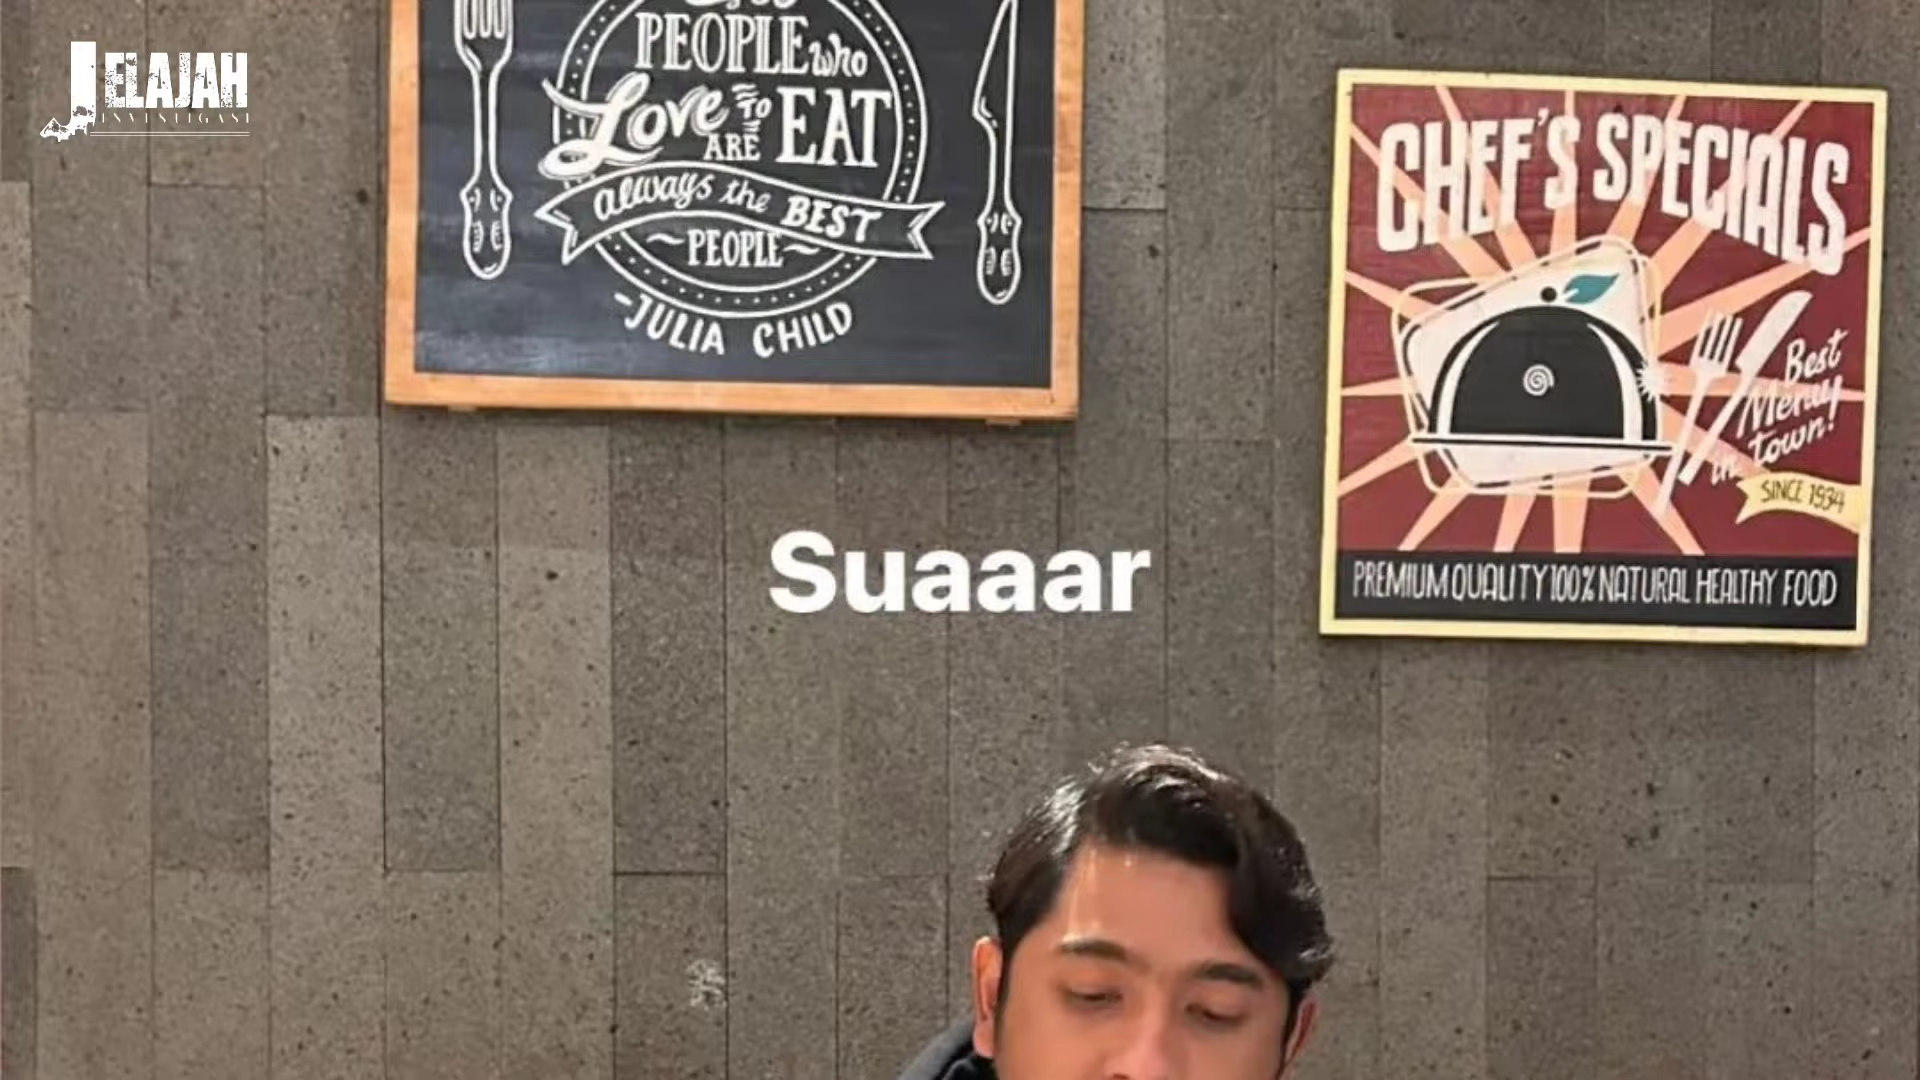 JELAJAH
INVESTIGASI
PEOPLE who
Love TO EAT
ARE
always the BEST
~PEOPLE~
-JULIA CHILD
CHEF'S SPECIALS
Best
Menu
in town!
SINCE 1934
PREMIUM QUALITY 100% NATURAL HEALTHY FOOD
Suaaar